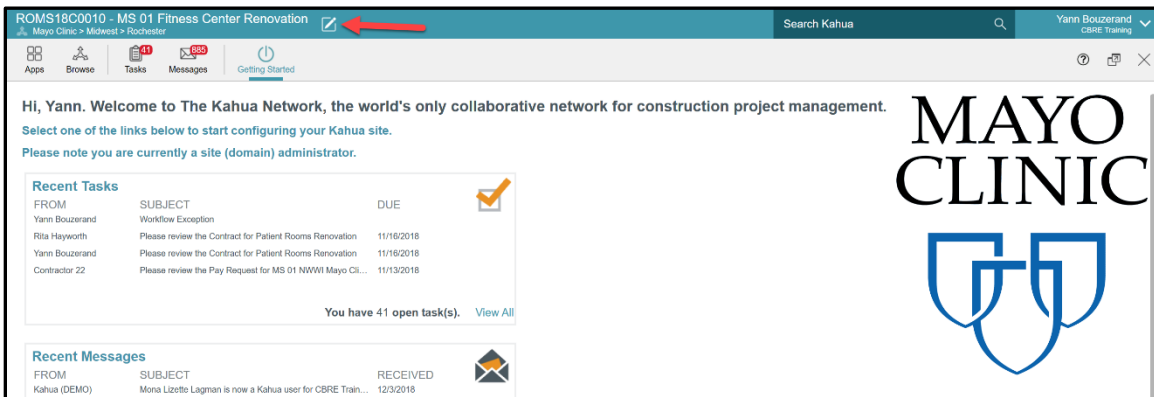 ROMS18C0010 - MS 01 Fitness Center Renovation
Search Kahua
Yann Bouzerand
Mayo Clinic > Midwest > Rochester
CBRE Training
41
885
Apps Browse Tasks Messages Getting Started
Hi, Yann. Welcome to The Kahua Network, the world's only collaborative network for construction project management.
Select one of the links below to start configuring your Kahua site.
Please note you are currently a site (domain) administrator.
MAYO
CLINIC
Recent Tasks
FROM SUBJECT DUE
Yann Bouzerand Workflow Exception
Rita Hayworth Please review the Contract for Patient Rooms Renovation 11/16/2018
Yann Bouzerand Please review the Contract for Patient Rooms Renovation 11/16/2018
Contractor 22 Please review the Pay Request for MS 01 NWWI Mayo Cli... 11/13/2018
You have 41 open task(s). View All
Recent Messages
FROM SUBJECT RECEIVED
Kahua (DEMO) Mona Lizette Lagman is now a Kahua user for CBRE Train... 12/3/2018